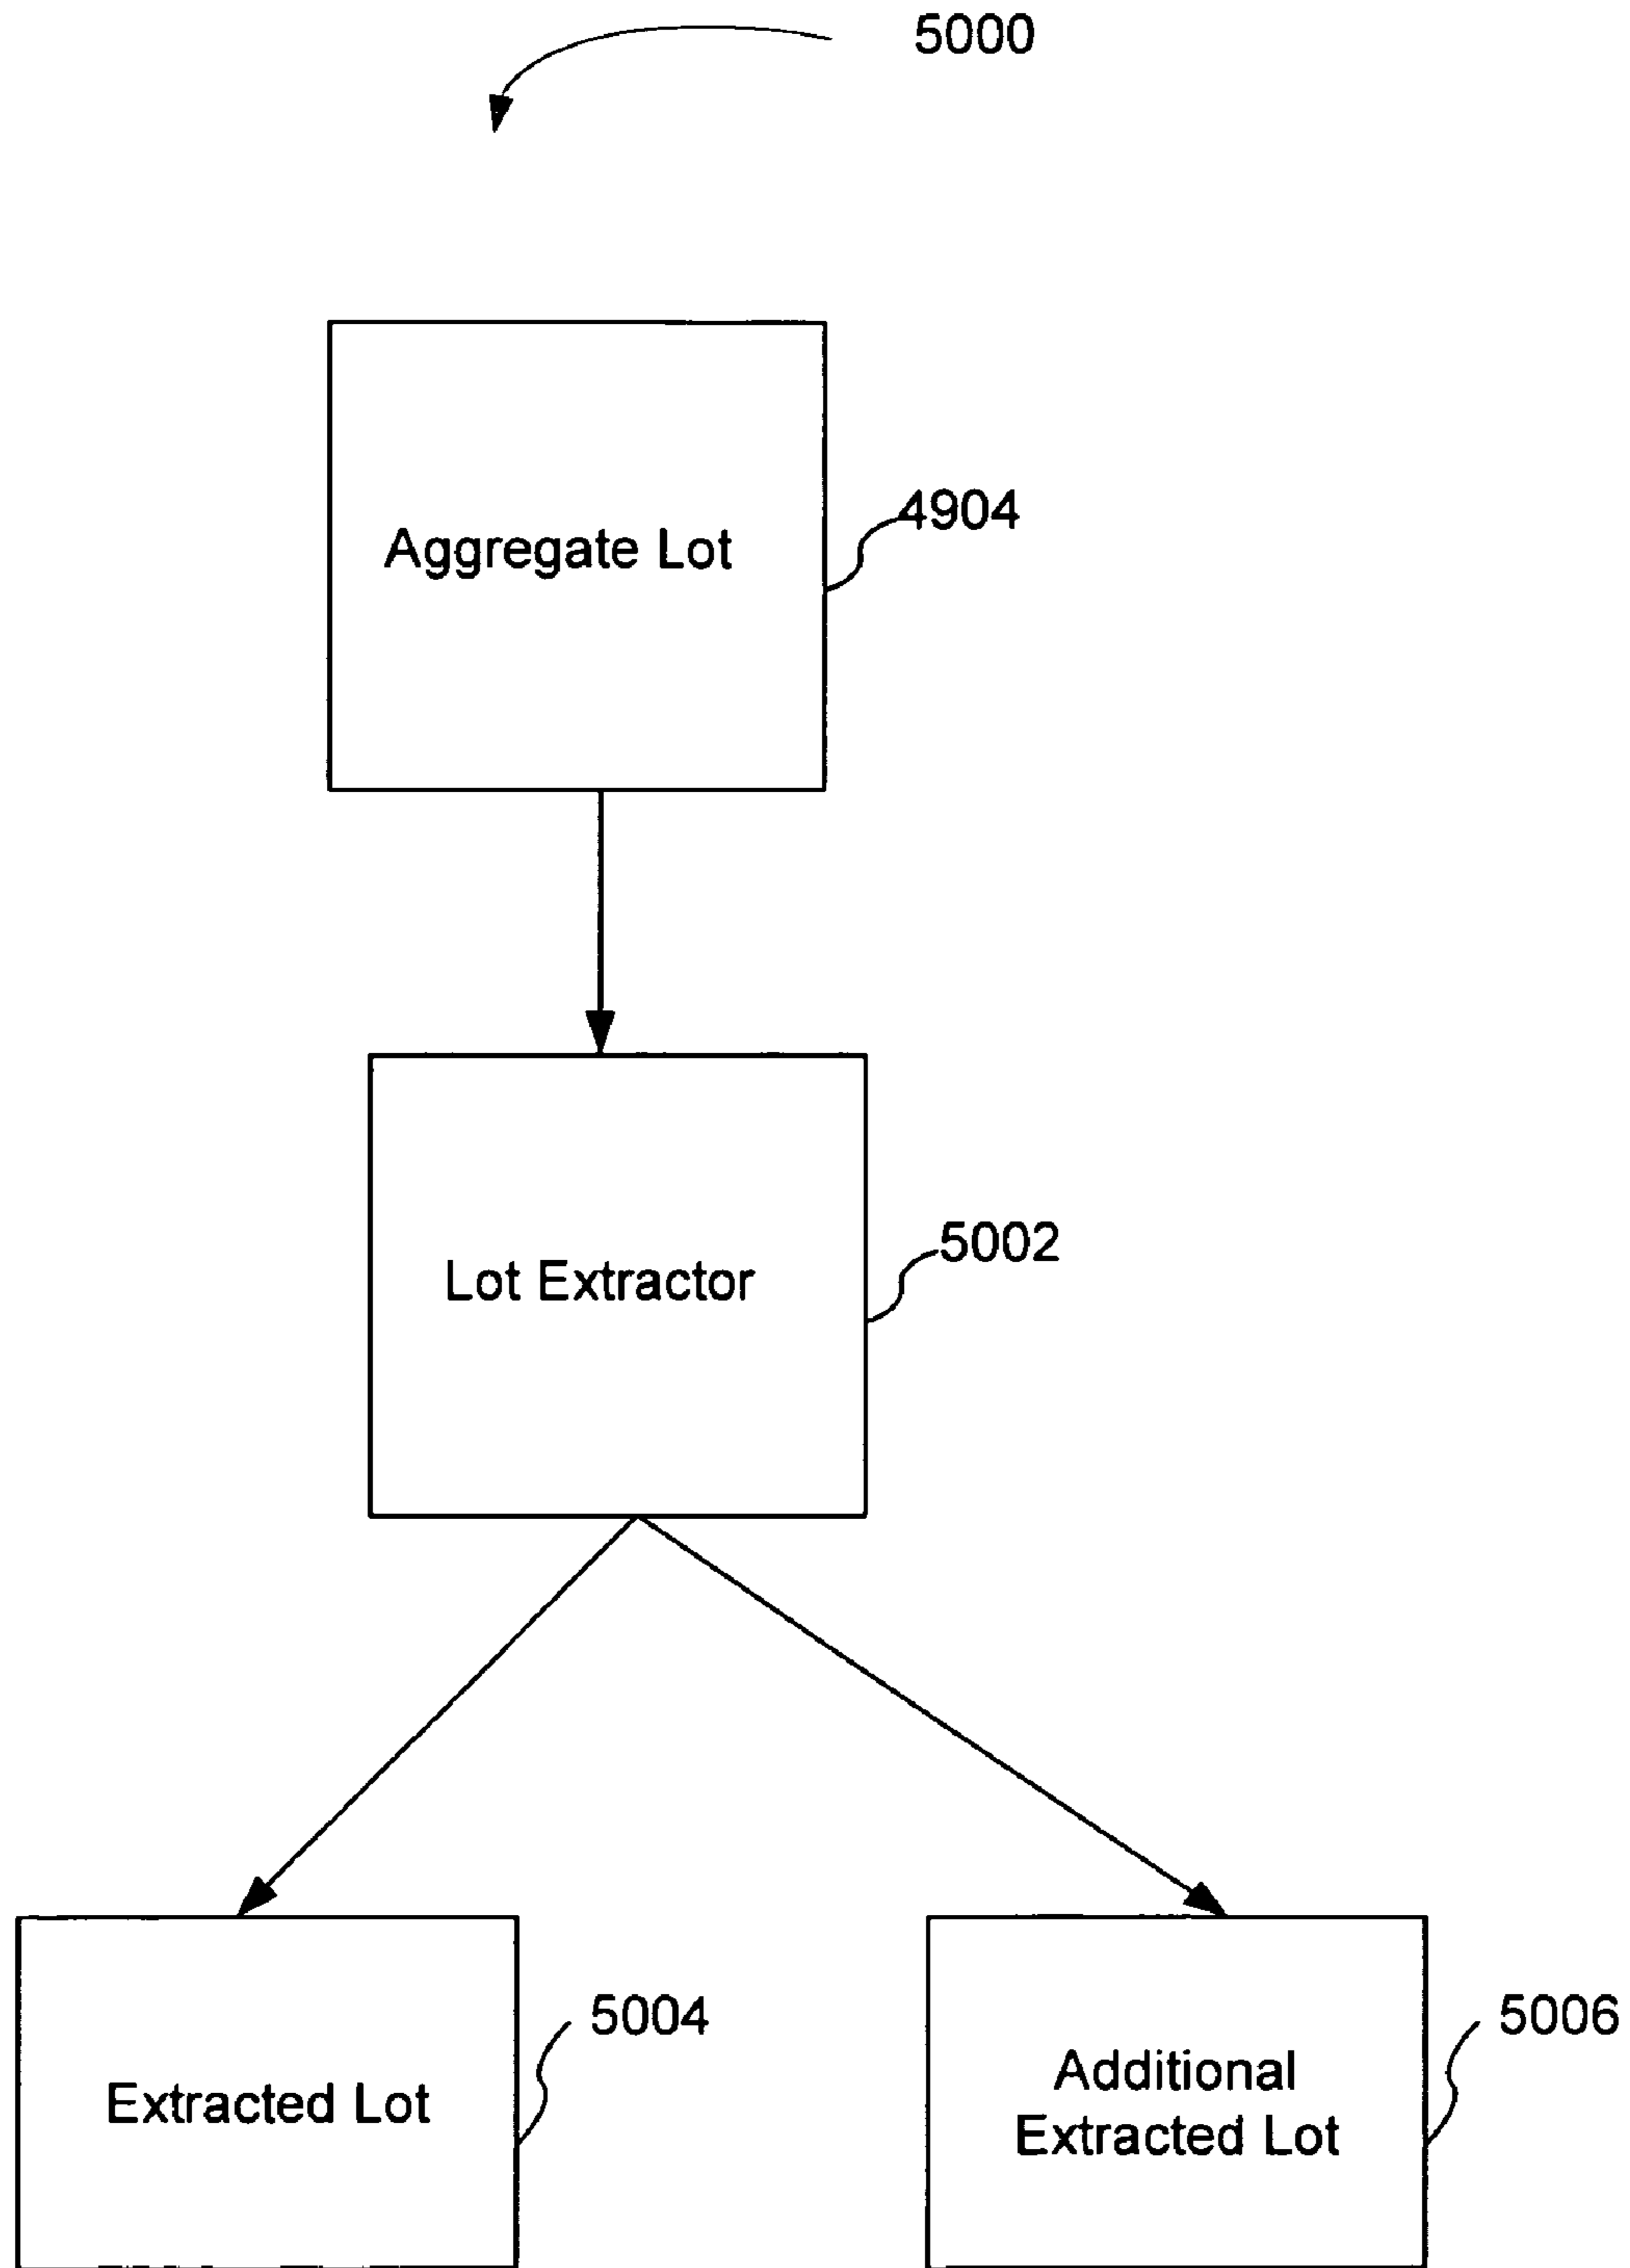 5000
Aggregate Lot
4904
Lot Extractor
5002
Extracted Lot
5004
Additional
Extracted Lot
5006